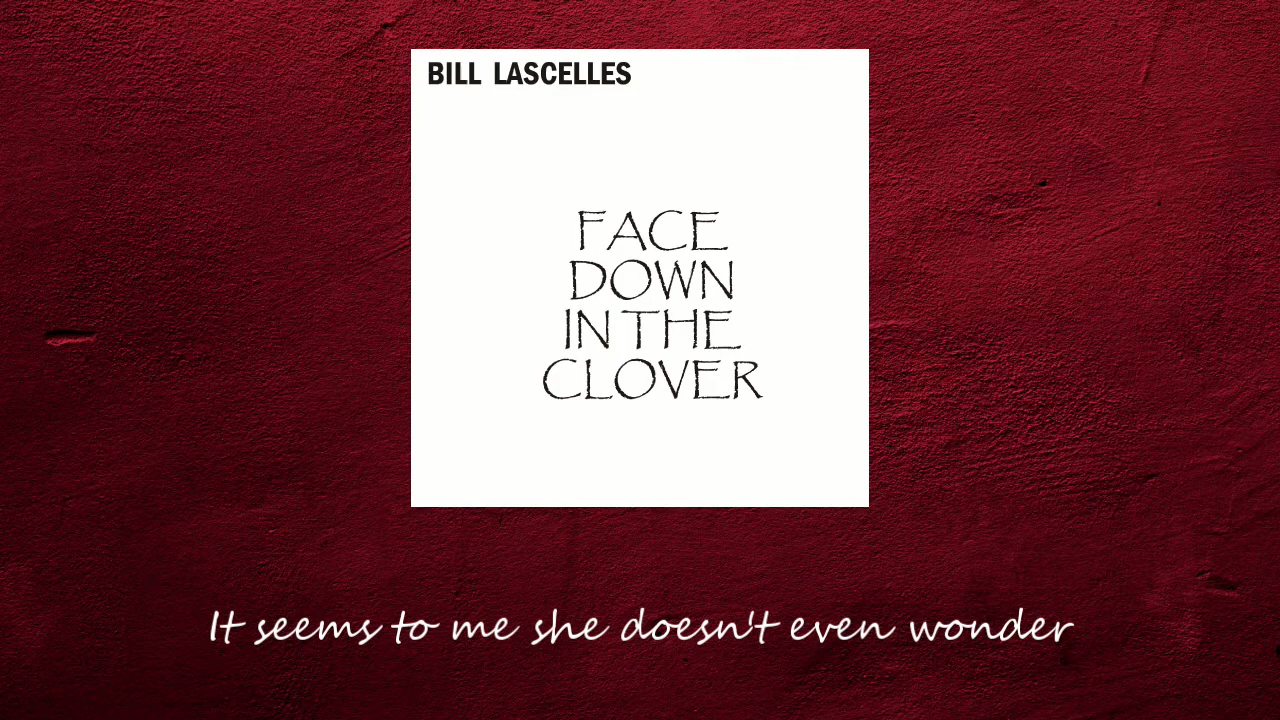 BILL LASCELLES
FACE
DOWN
IN THE
CLOVER
It seems to me she doesn't even wonder